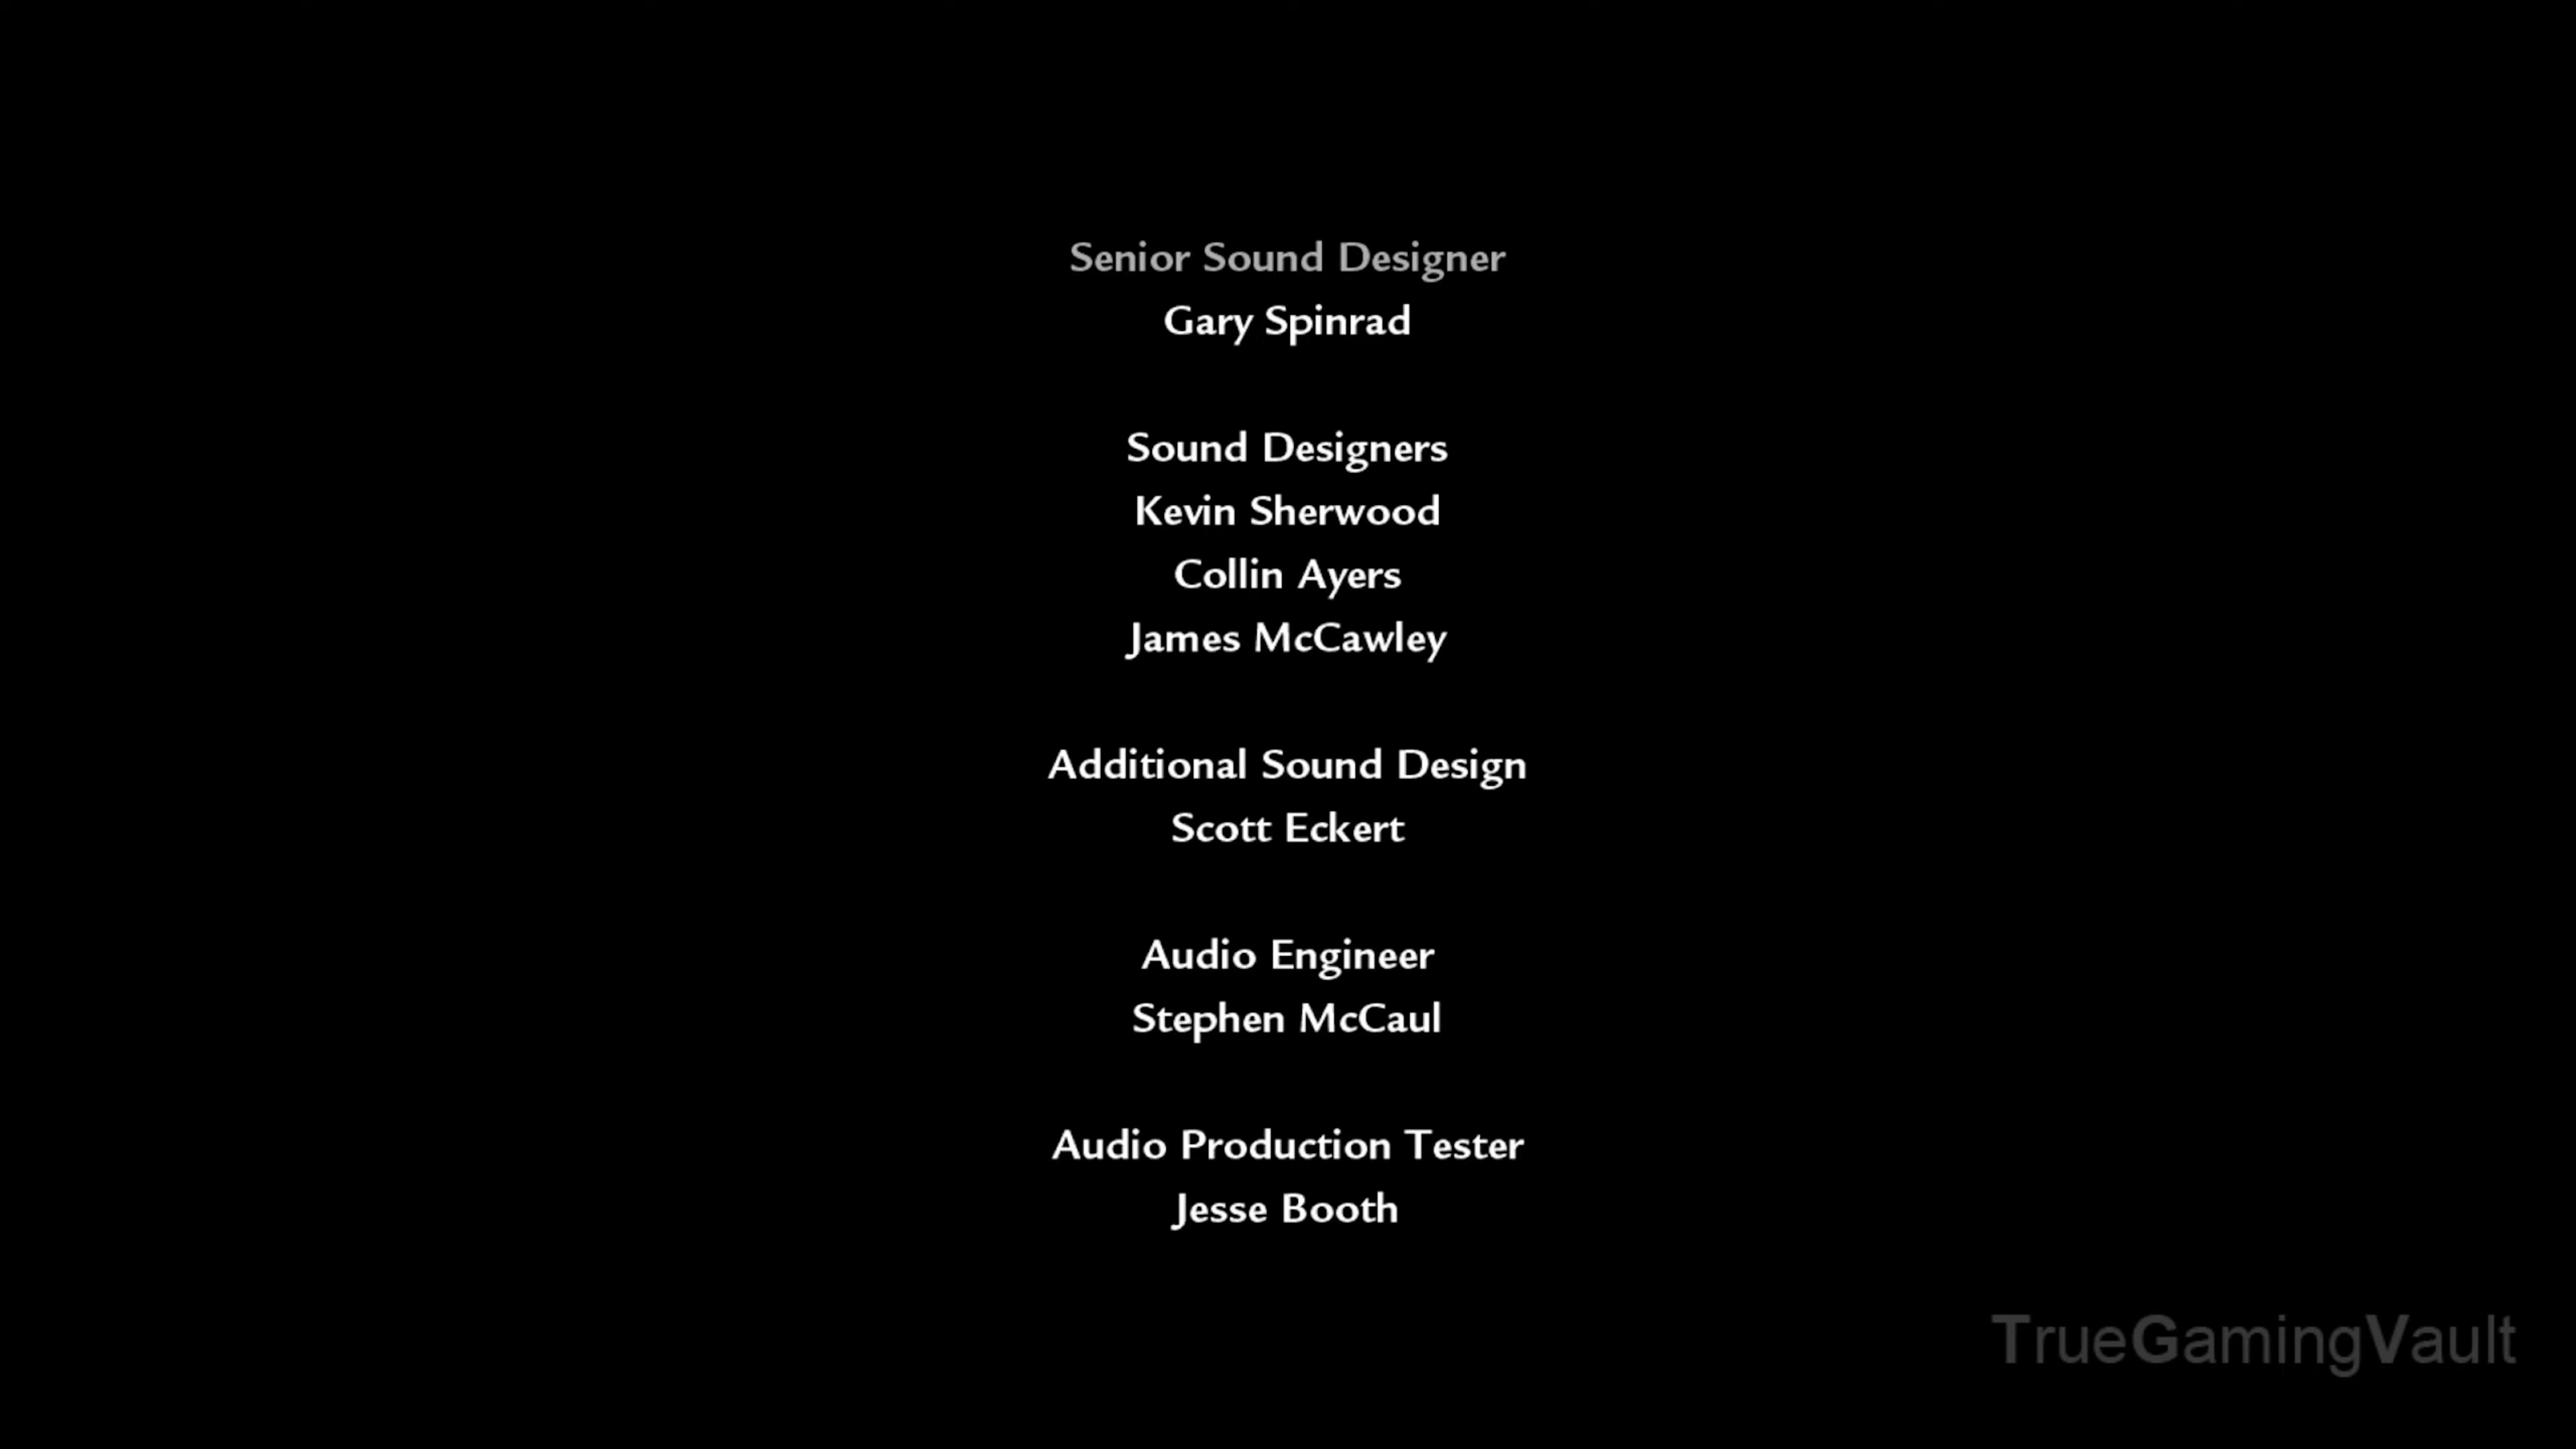 Senior Sound Designer
Gary Spinrad
Sound Designers
Kevin Sherwood
Collin Ayers
James McCawley
Additional Sound Design
Scott Eckert
Audio Engineer
Stephen McCaul
Audio Production Tester
Jesse Booth
TrueGamingVault